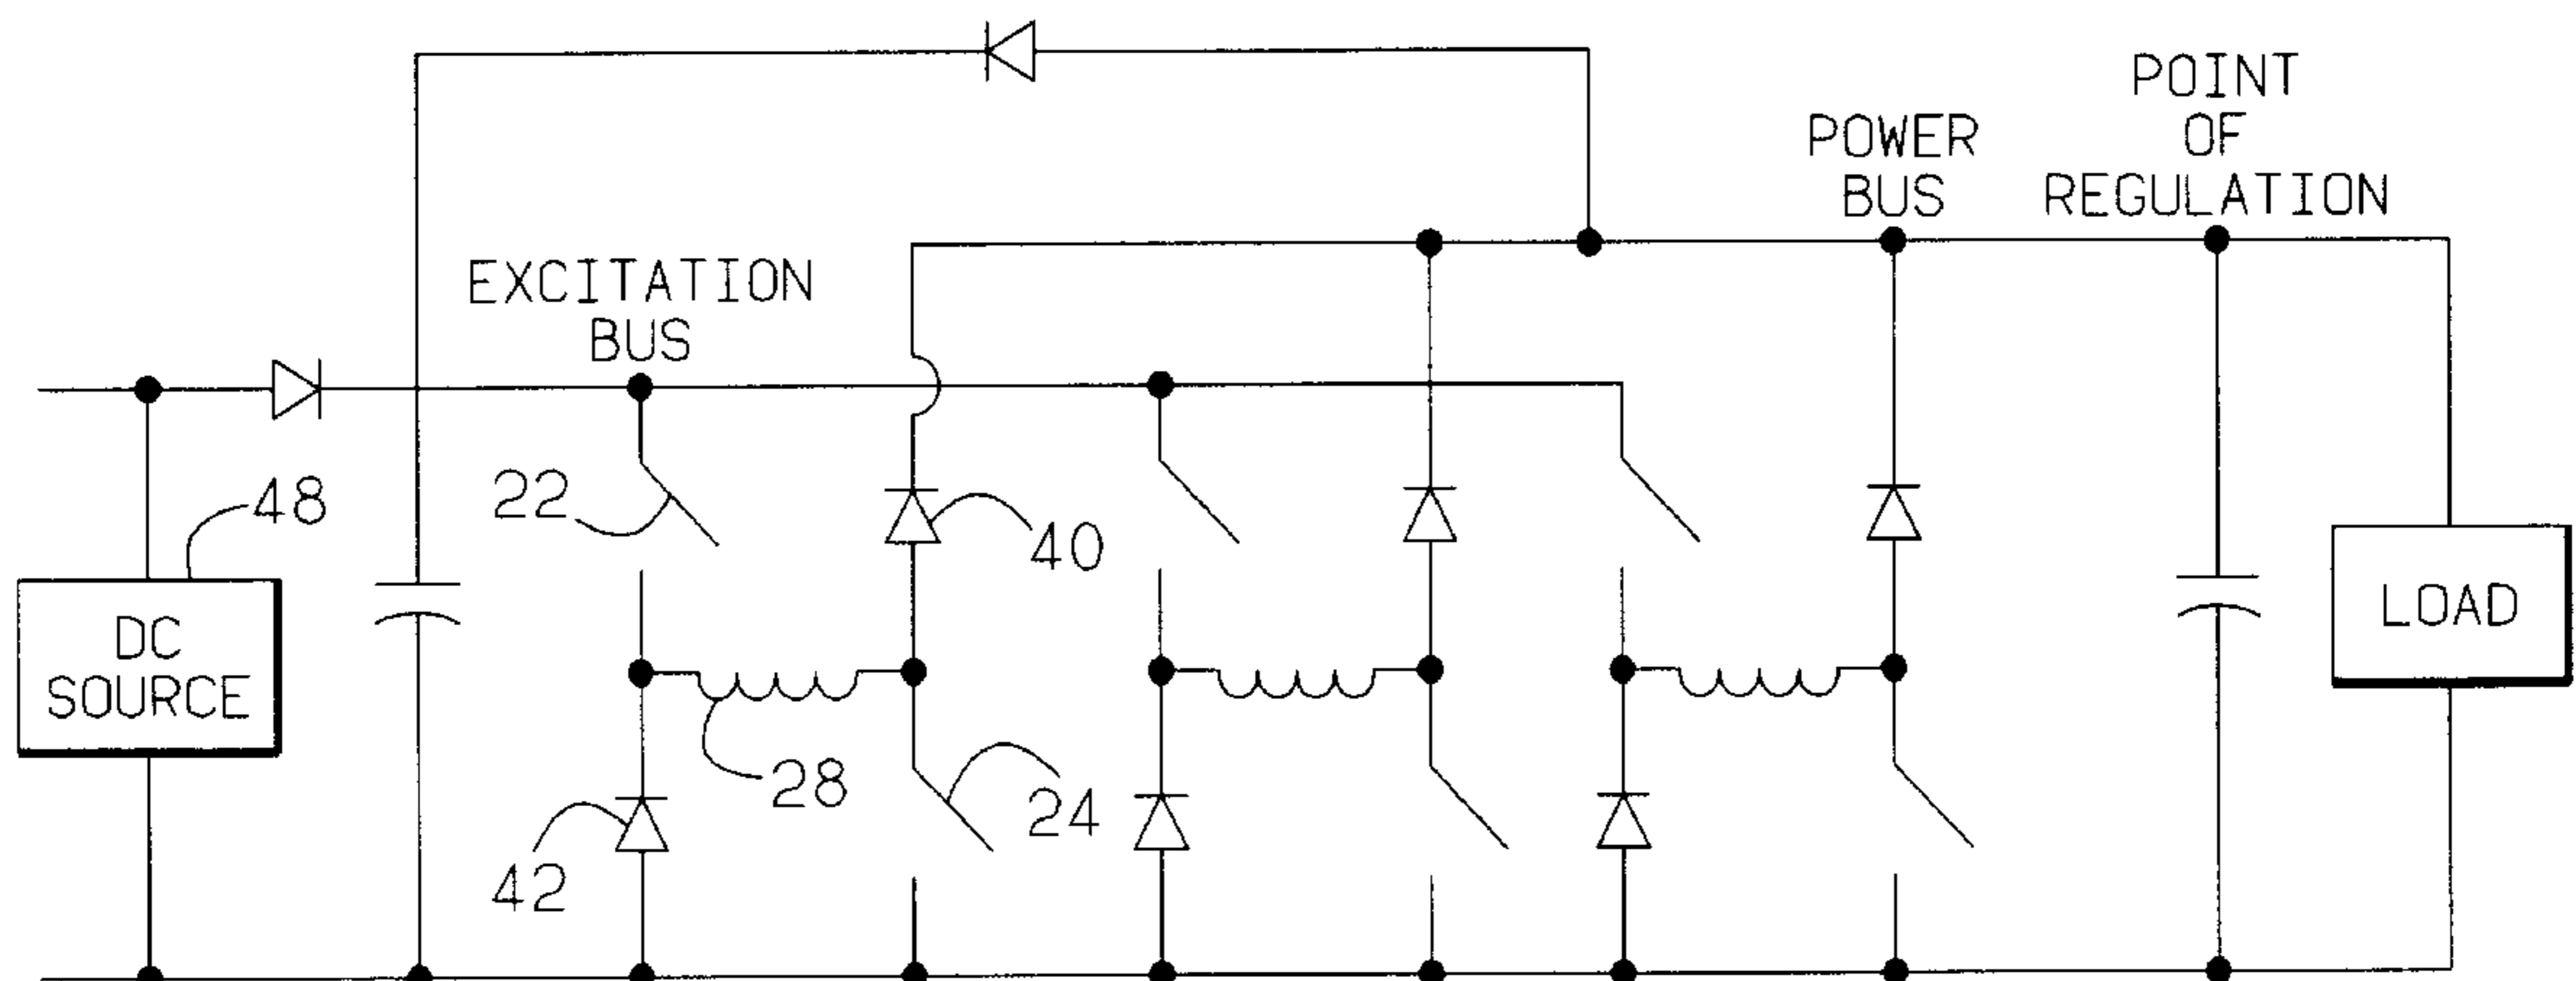 POINT
OF
REGULATION
POWER
BUS
EXCITATION
BUS
22
48
40
DC
SOURCE
LOAD
28
24
42